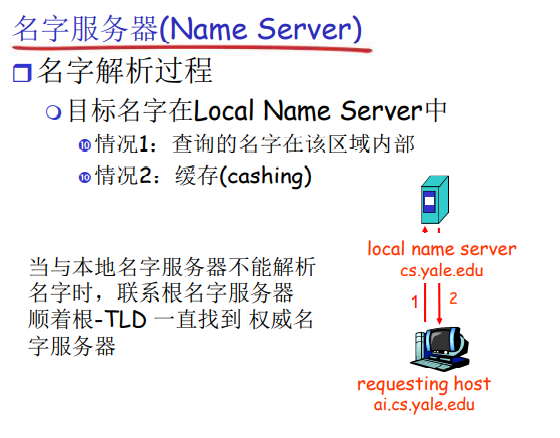 名字服务器(Name Server)
名字解析过程
目标名字在Local Name Server中
情况1：查询的名字在该区域内部
情况2：缓存(cashing)
当与本地名字服务器不能解析
名字时，联系根名字服务器
顺着根-TLD 一直找到 权威名
字服务器
local name server
cs.yale.edu
1
2
requesting host
ai.cs.yale.edu